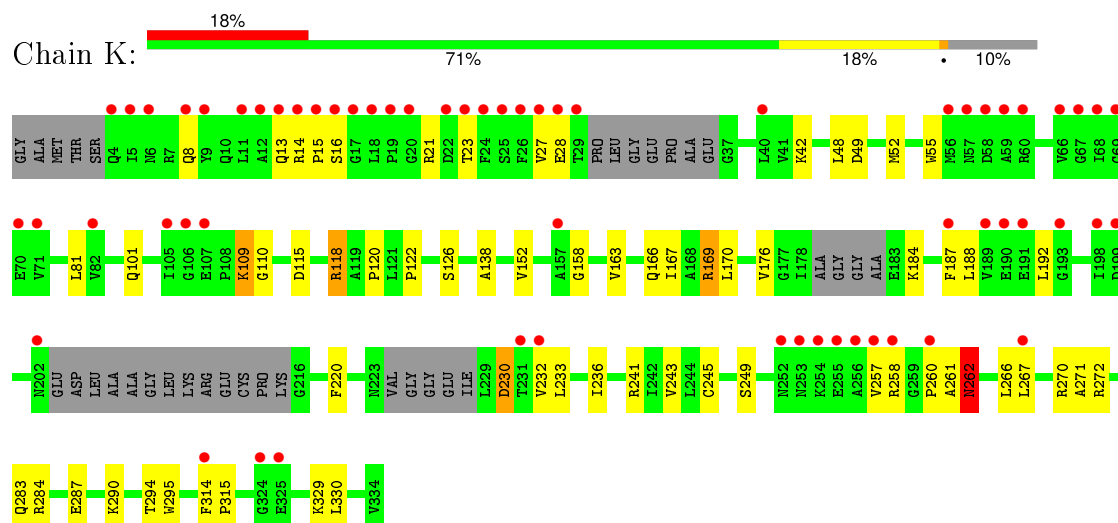 18%
Chain K:
71% 18% • 10%
GLY ALA MET THR SER Q4 I5 N6 R7 Q8 Y9 Q10 L11 A12 Q13 R14 P15 S16 G17 L18 P19 G20 R21 D22 T23 F24 S25 F26 V27 E28 T29 PRO LEU GLY GLU PRO ALA GLU G37 L40 V41 K42 L48 D49 M52 W55 M56 N57 D58 A59 R60 V66 G67 I68 G69
E70 V71 L81 V82 Q101 I105 G106 E107 P108 K109 G110 D115 R118 A119 P120 L121 P122 S126 A138 V152 A157 G158 V163 Q166 I167 A168 R169 L170 V176 G177 I178 ALA GLY GLY ALA E183 K184 F187 L188 V189 E190 E191 L192 G193 I198 D199
N202 GLU ASP LEU ALA ALA GLY LEU LYS ARG GLU CYS PRO LYS G216 F220 N223 VAL GLY GLY GLU ILE L229 D230 T231 V232 L233 I236 R241 I242 V243 L244 C245 S249 N252 N253 K254 E255 A256 V257 R258 G259 P260 A261 N262 L266 L267 R270 A271 R272
Q283 R284 E287 K290 T294 W295 F314 P315 G324 E325 K329 L330 V334